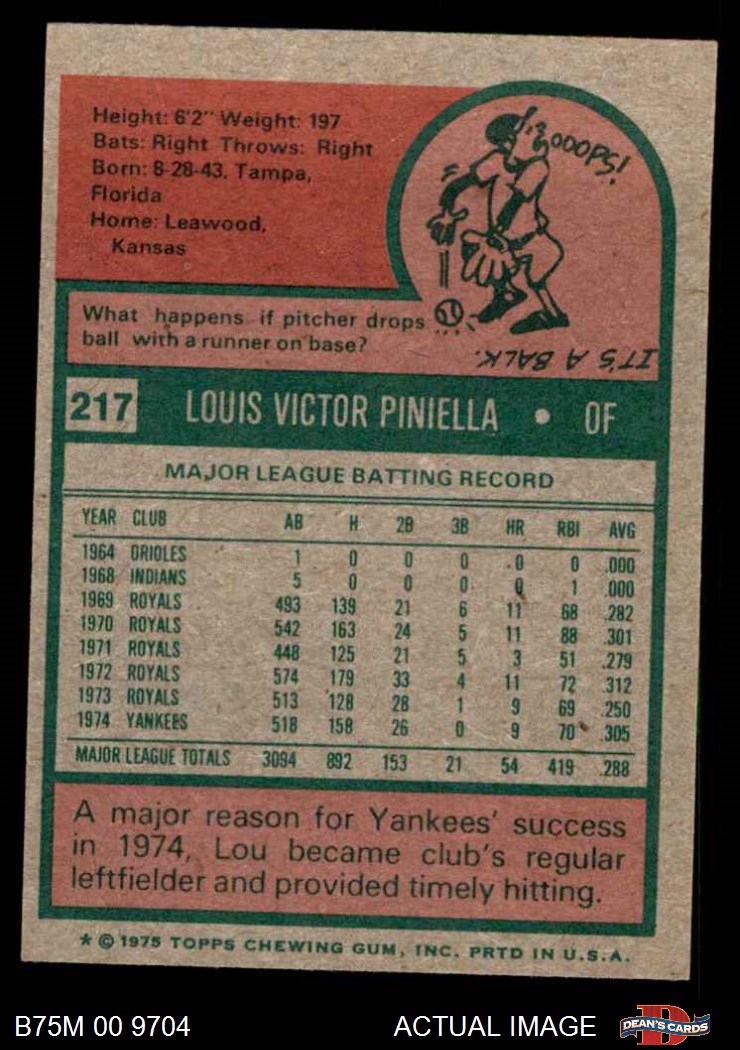 Height: 6'2" Weight: 197
Bats: Right Throws: Right
Born: 8-28-43, Tampa,
Florida
Home: Leawood,
Kansas
OOOPS!
What happens if pitcher drops
ball with a runner on base?
IT'S A BALK.
217 LOUIS VICTOR PINIELLA • OF
MAJOR LEAGUE BATTING RECORD
YEAR CLUB AB H 2B 3B HR RBI AVG
1964 ORIOLES 1 0 0 0 0 0 .000
1968 INDIANS 5 0 0 0 0 1 .000
1969 ROYALS 493 139 21 6 11 68 .282
1970 ROYALS 542 163 24 5 11 88 .301
1971 ROYALS 448 125 21 5 3 51 .279
1972 ROYALS 574 179 33 4 11 72 .312
1973 ROYALS 513 128 28 1 9 69 .250
1974 YANKEES 518 158 26 0 9 70 .305
MAJOR LEAGUE TOTALS 3094 892 153 21 54 419 .288
A major reason for Yankees' success
in 1974, Lou became club's regular
leftfielder and provided timely hitting.
* © 1975 TOPPS CHEWING GUM, INC. PRTD IN U.S.A.
B75M 00 9704 ACTUAL IMAGE D DEAN'S CARDS